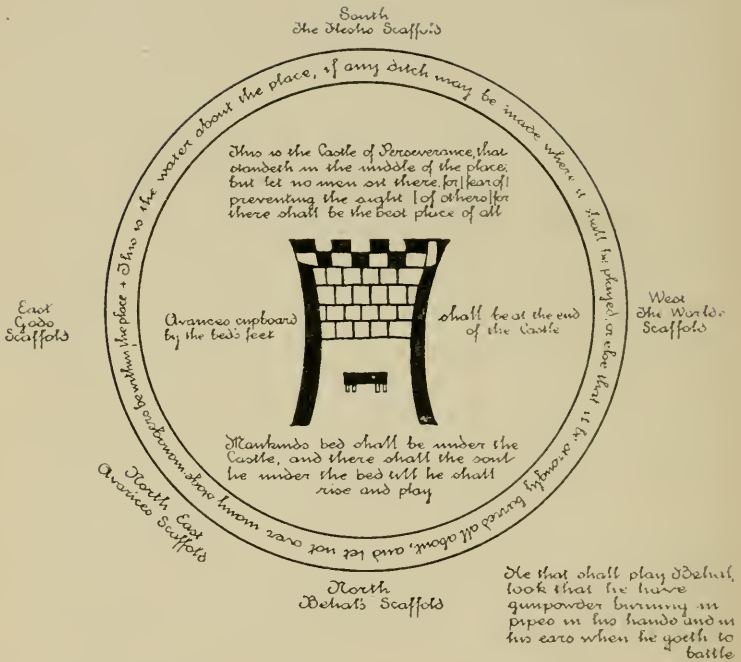 South
The Fleshs Scaffold
This is the water about the place, if any ditch may be made where it shall be played, or else that it be strongly barred all about, and let not over many stage managers be within the place +
This is the Castle of Perseverance, that
standeth in the middle of the place;
but let no men sit there, for [fear of]
preventing the sight [of others] for
there shall be the best place of all
East
Gods
Scaffold
Avarices cupboard
by the bed's feet
shall be at the end
of the Castle
West
The Worlds
Scaffold
Mankinds bed shall be under the
Castle, and there shall the soul
lie under the bed till he shall
rise and play
North East
Avarices Scaffold
North
Belial's Scaffold
He that shall play Belial,
look that he have
gunpowder burning in
pipes in his hands and in
his ears when he goeth to
battle